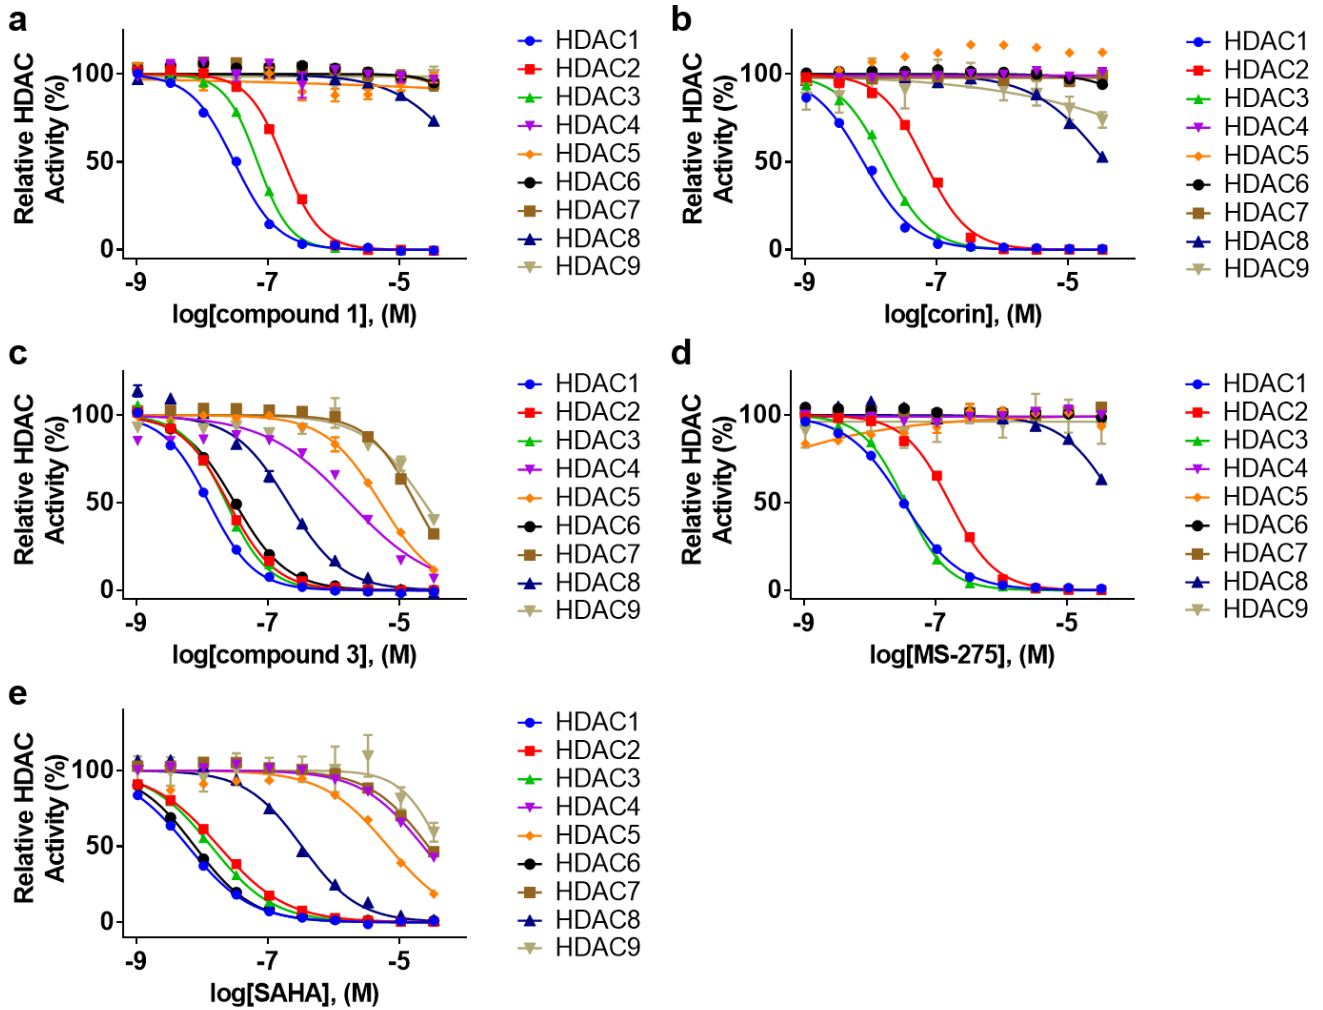 a
Relative HDAC
Activity (%)
100
50
0
-9
-7
-5
log[compound 1], (M)
HDAC1
HDAC2
HDAC3
HDAC4
HDAC5
HDAC6
HDAC7
HDAC8
HDAC9
b
Relative HDAC
Activity (%)
100
50
0
-9
-7
-5
log[corin], (M)
HDAC1
HDAC2
HDAC3
HDAC4
HDAC5
HDAC6
HDAC7
HDAC8
HDAC9
c
Relative HDAC
Activity (%)
100
50
0
-9
-7
-5
log[compound 3], (M)
HDAC1
HDAC2
HDAC3
HDAC4
HDAC5
HDAC6
HDAC7
HDAC8
HDAC9
d
Relative HDAC
Activity (%)
100
50
0
-9
-7
-5
log[MS-275], (M)
HDAC1
HDAC2
HDAC3
HDAC4
HDAC5
HDAC6
HDAC7
HDAC8
HDAC9
e
Relative HDAC
Activity (%)
100
50
0
-9
-7
-5
log[SAHA], (M)
HDAC1
HDAC2
HDAC3
HDAC4
HDAC5
HDAC6
HDAC7
HDAC8
HDAC9